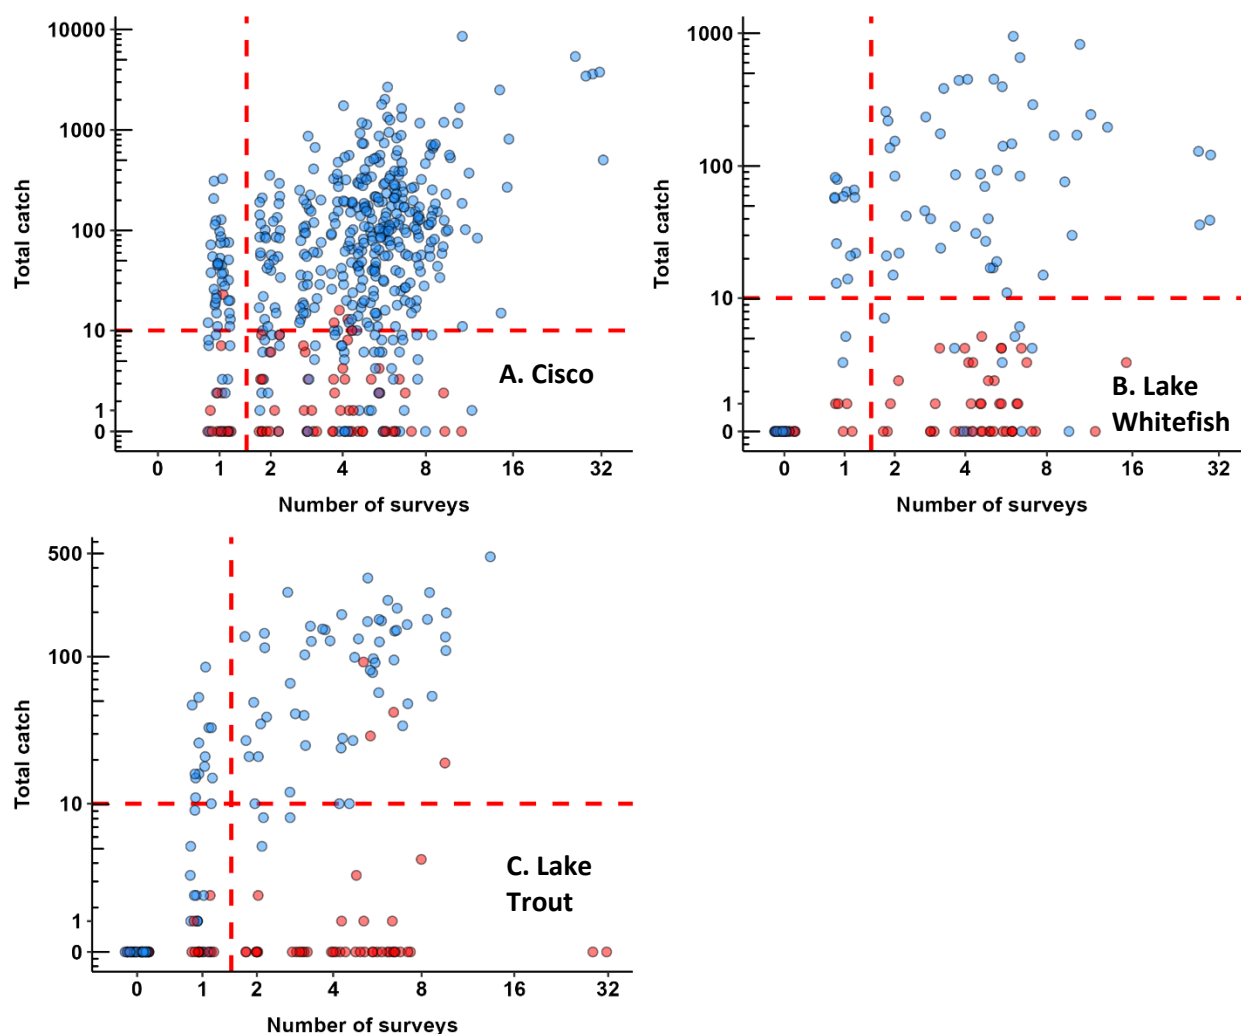 10000
1000
100
10
1
0
Total catch
A. Cisco
0 1 2 4 8 16 32
Number of surveys
1000
100
10
1
0
Total catch
B. Lake
Whitefish
0 1 2 4 8 16 32
Number of surveys
500
100
10
1
0
Total catch
C. Lake
Trout
0 1 2 4 8 16 32
Number of surveys